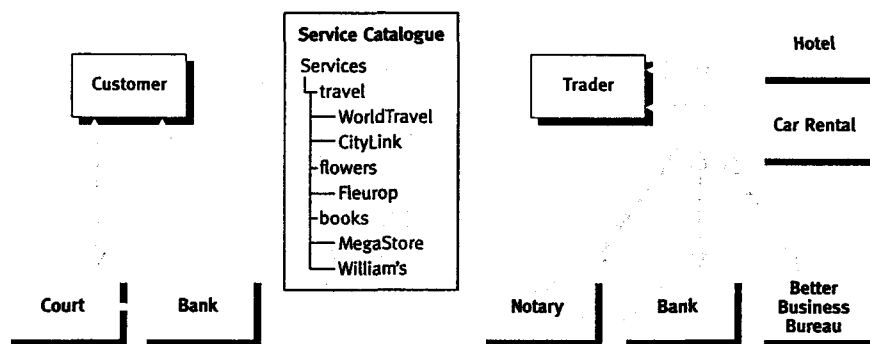 Customer
Service Catalogue
Services
travel
WorldTravel
CityLink
flowers
Fleurop
books
MegaStore
William's
Trader
Hotel
Car Rental
Court
Bank
Notary
Bank
Better
Business
Bureau